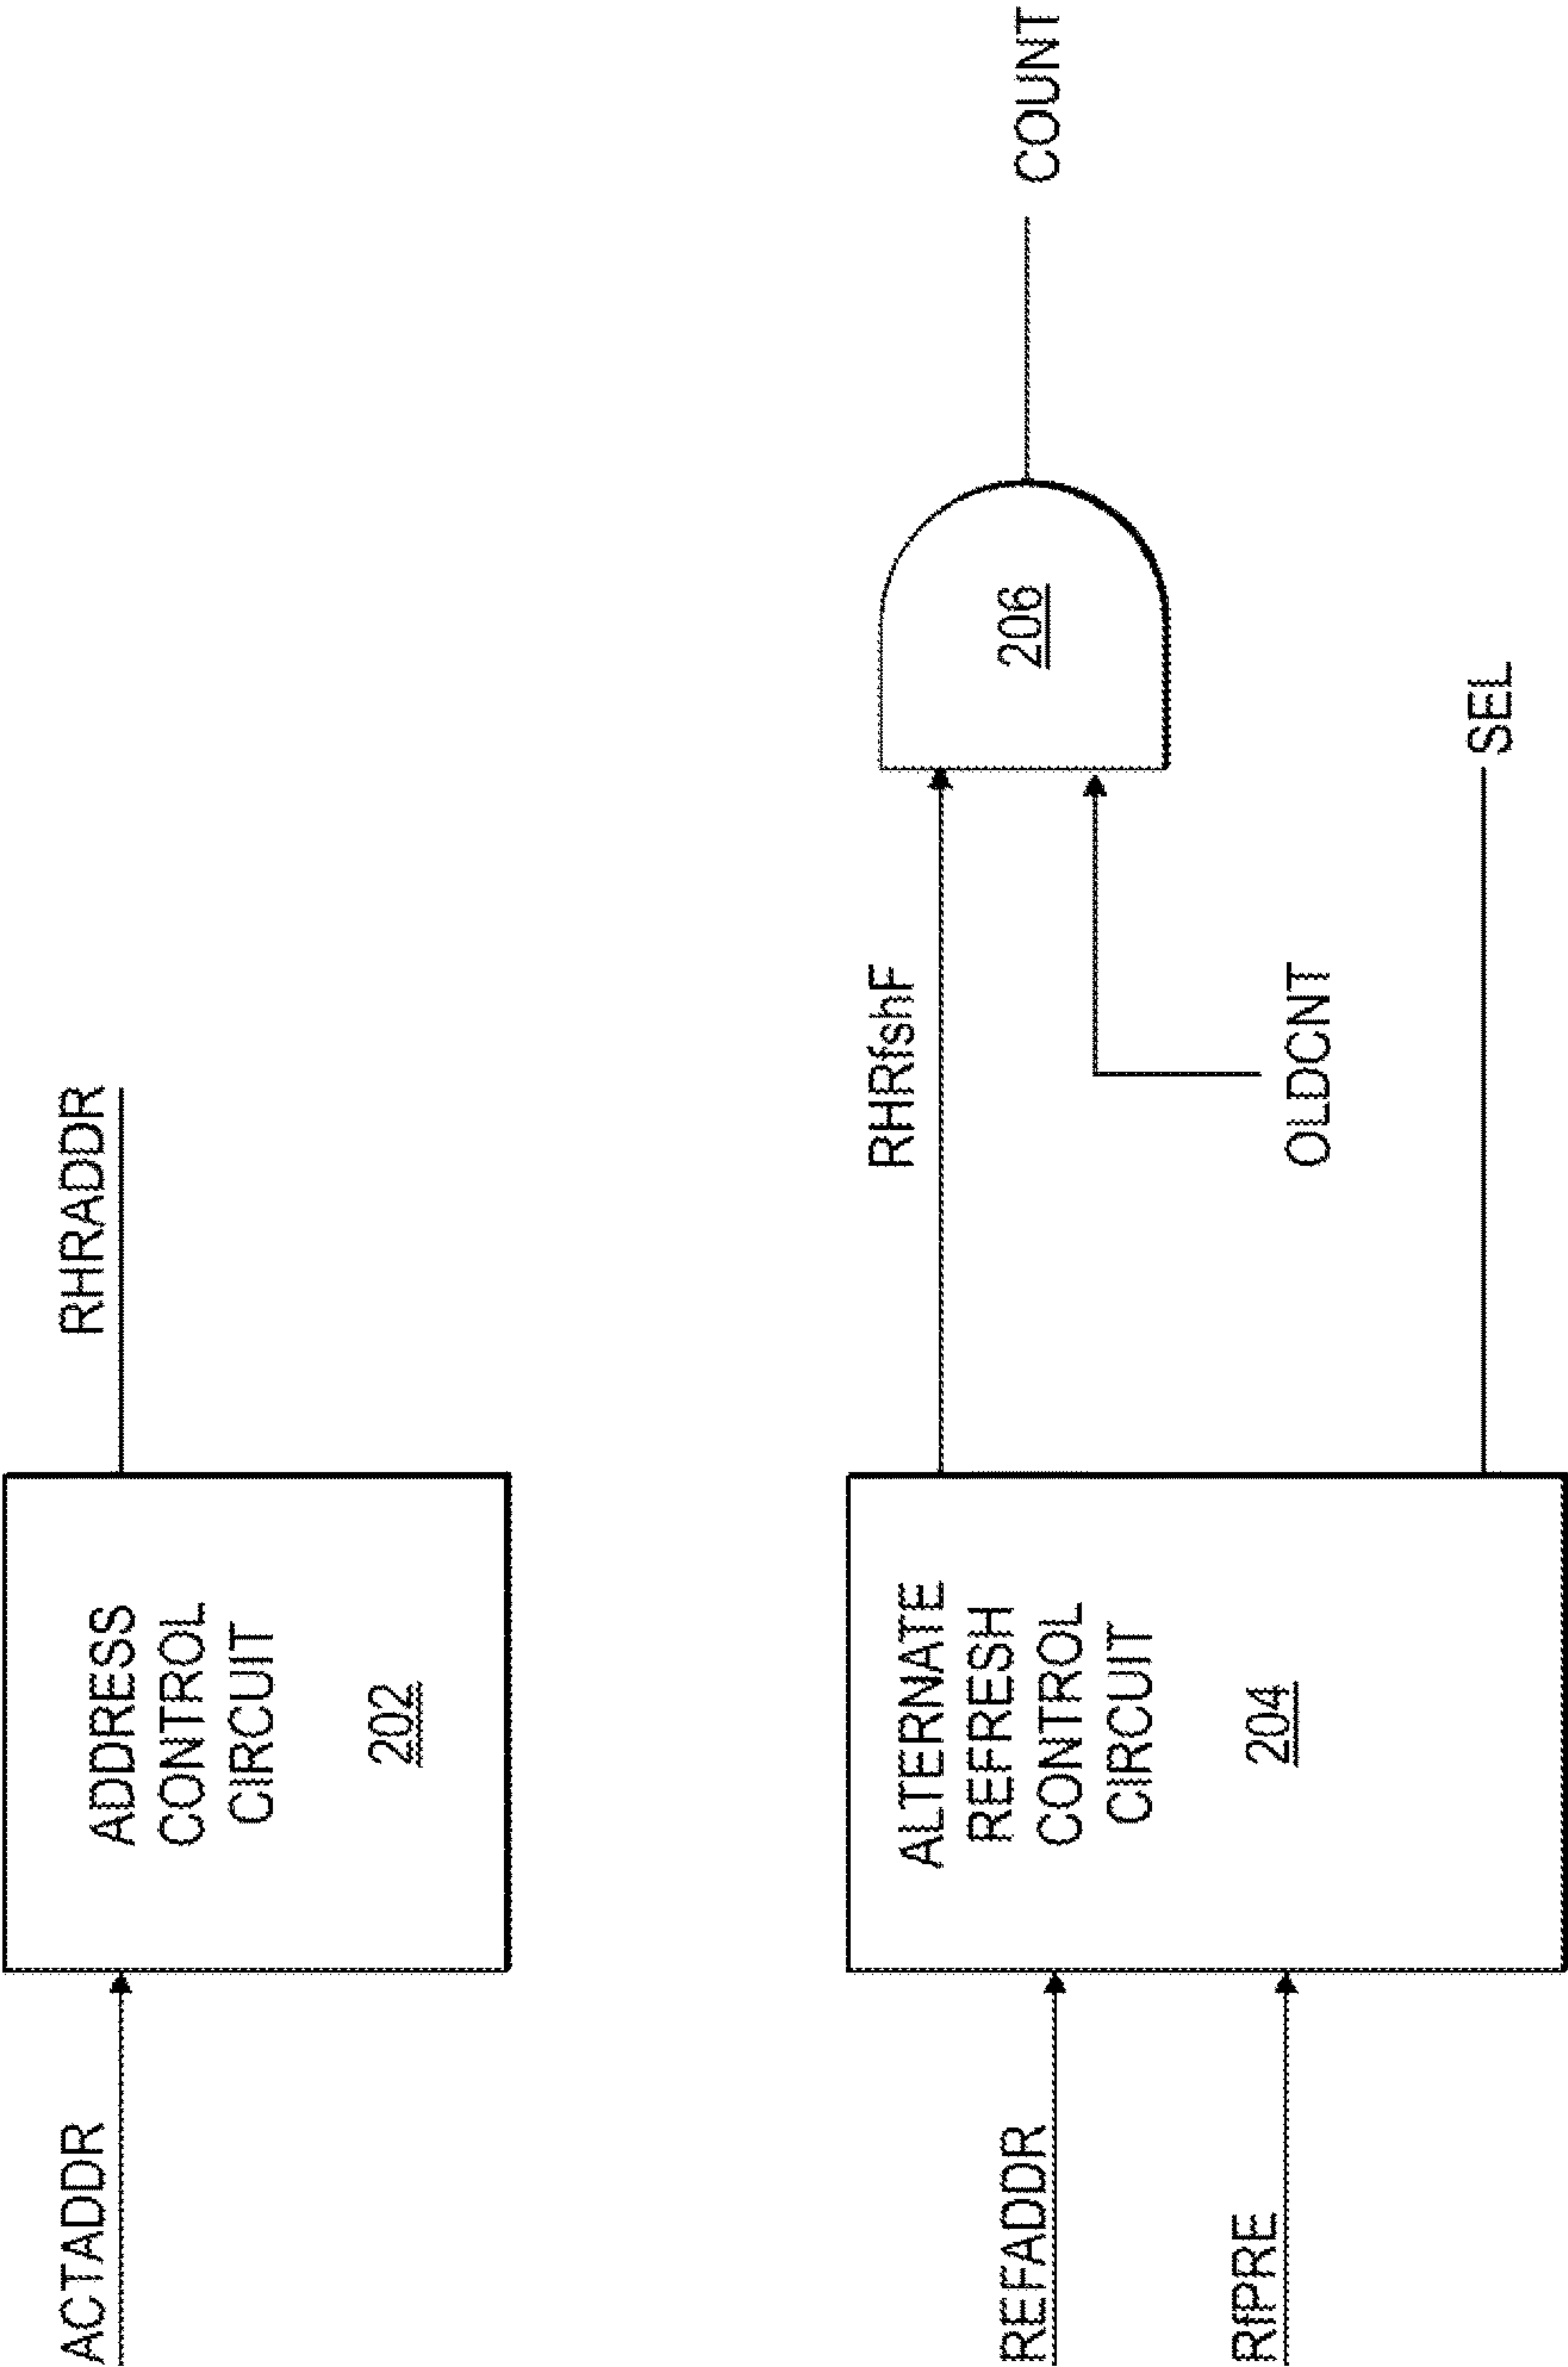 ACTADDR
ADDRESS
CONTROL
CIRCUIT
202
RHRADDR
REFADDR
RfPRE
ALTERNATE
REFRESH
CONTROL
CIRCUIT
204
RHRfshF
OLDCNT
206
COUNT
SEL